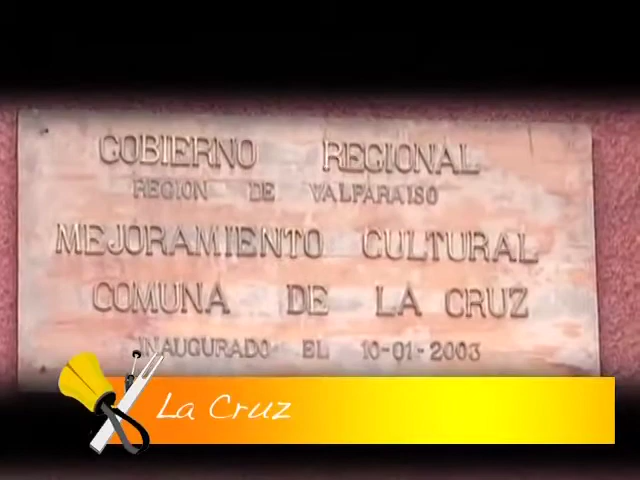 GOBIERNO REGIONAL
REGION DE VALPARAISO
MEJORAMIENTO CULTURAL
COMUNA DE LA CRUZ
INAUGURADO EL 10-01-2003
La Cruz